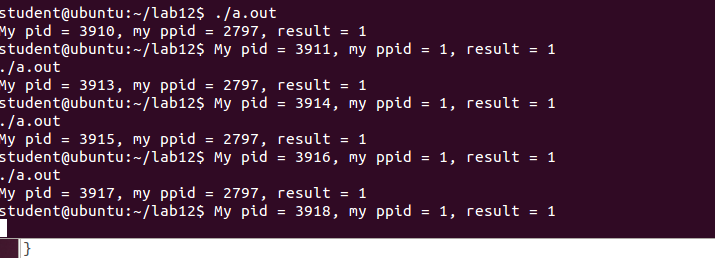 student@ubuntu:~/lab12$ ./a.out
My pid = 3910, my ppid = 2797, result = 1
student@ubuntu:~/lab12$ My pid = 3911, my ppid = 1, result = 1
./a.out
My pid = 3913, my ppid = 2797, result = 1
student@ubuntu:~/lab12$ My pid = 3914, my ppid = 1, result = 1
./a.out
My pid = 3915, my ppid = 2797, result = 1
student@ubuntu:~/lab12$ My pid = 3916, my ppid = 1, result = 1
./a.out
My pid = 3917, my ppid = 2797, result = 1
student@ubuntu:~/lab12$ My pid = 3918, my ppid = 1, result = 1
}